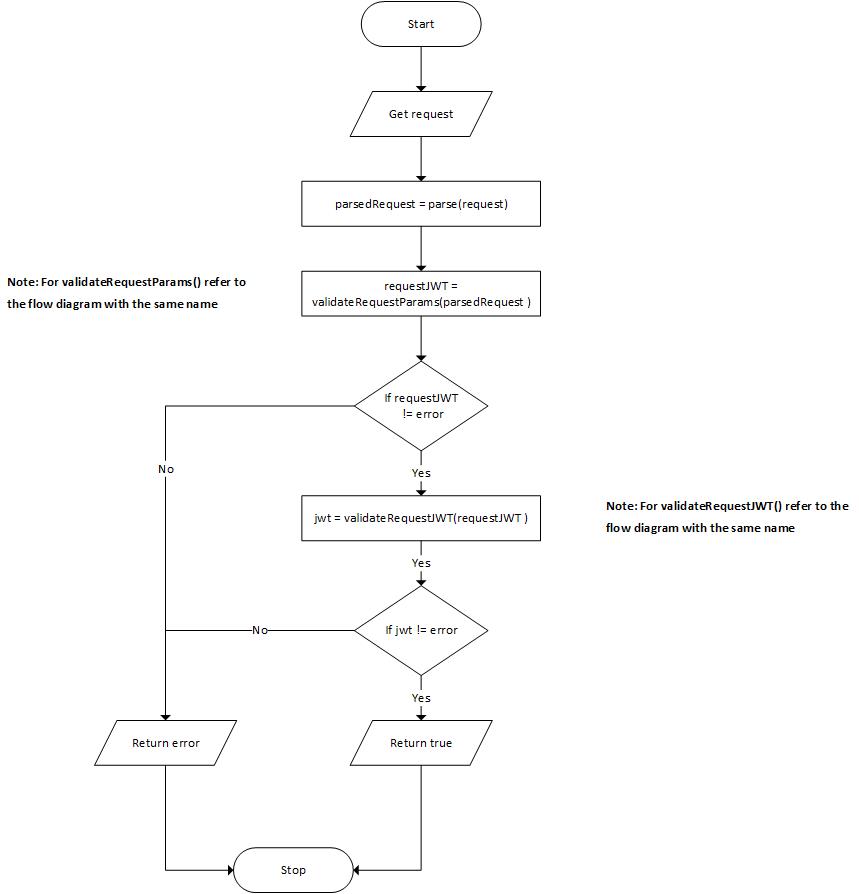 Start
Get request
parsedRequest = parse(request)
Note: For validateRequestParams() refer to
the flow diagram with the same name
requestJWT =
validateRequestParams(parsedRequest )
If requestJWT
!= error
No
Yes
jwt = validateRequestJWT(requestJWT )
Note: For validateRequestJWT() refer to the
flow diagram with the same name
Yes
If jwt != error
No
Yes
Return error
Return true
Stop